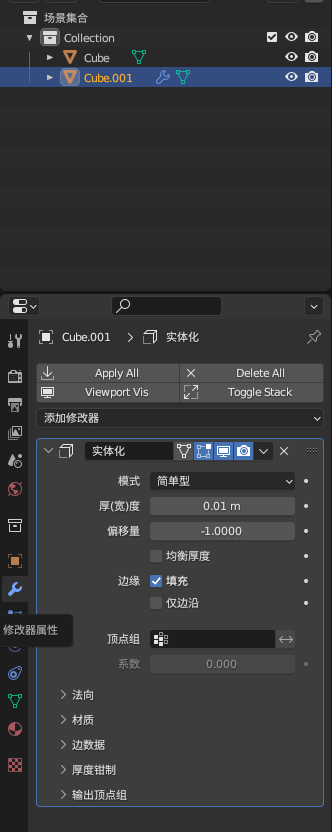 场景集合
Collection
Cube
Cube.001
Cube.001 > 实体化
Apply All Delete All
Viewport Vis Toggle Stack
添加修改器
实体化
模式 简单型
厚(宽)度 0.01 m
偏移量 -1.0000
均衡厚度
边缘 填充
仅边沿
修改器属性
顶点组
系数 0.000
法向
材质
边数据
厚度钳制
输出顶点组